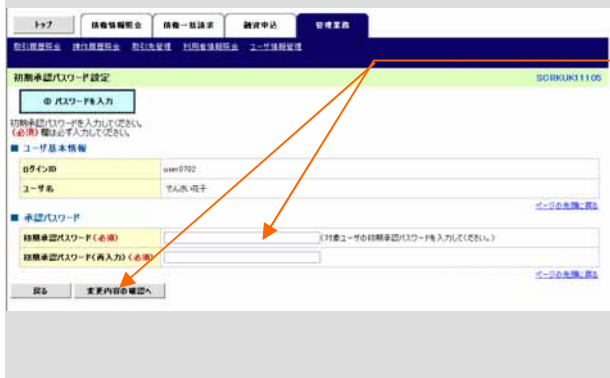 トップ 債権情報照会 債権一括請求 融資申込 管理業務
取引履歴照会 操作履歴照会 取引先管理 利用者情報照会 ユーザ情報管理
初期承認パスワード設定 SCRKUK11105
① パスワードを入力
初期承認パスワードを入力してください。
(必須)欄は必ず入力してください。
■ ユーザ基本情報
ログインID user0702
ユーザ名 でんさい花子
ページの先頭に戻る
■ 承認パスワード
初期承認パスワード(必須) (対象ユーザの初期承認パスワードを入力してください。)
初期承認パスワード(再入力)(必須)
ページの先頭に戻る
戻る 変更内容の確認へ